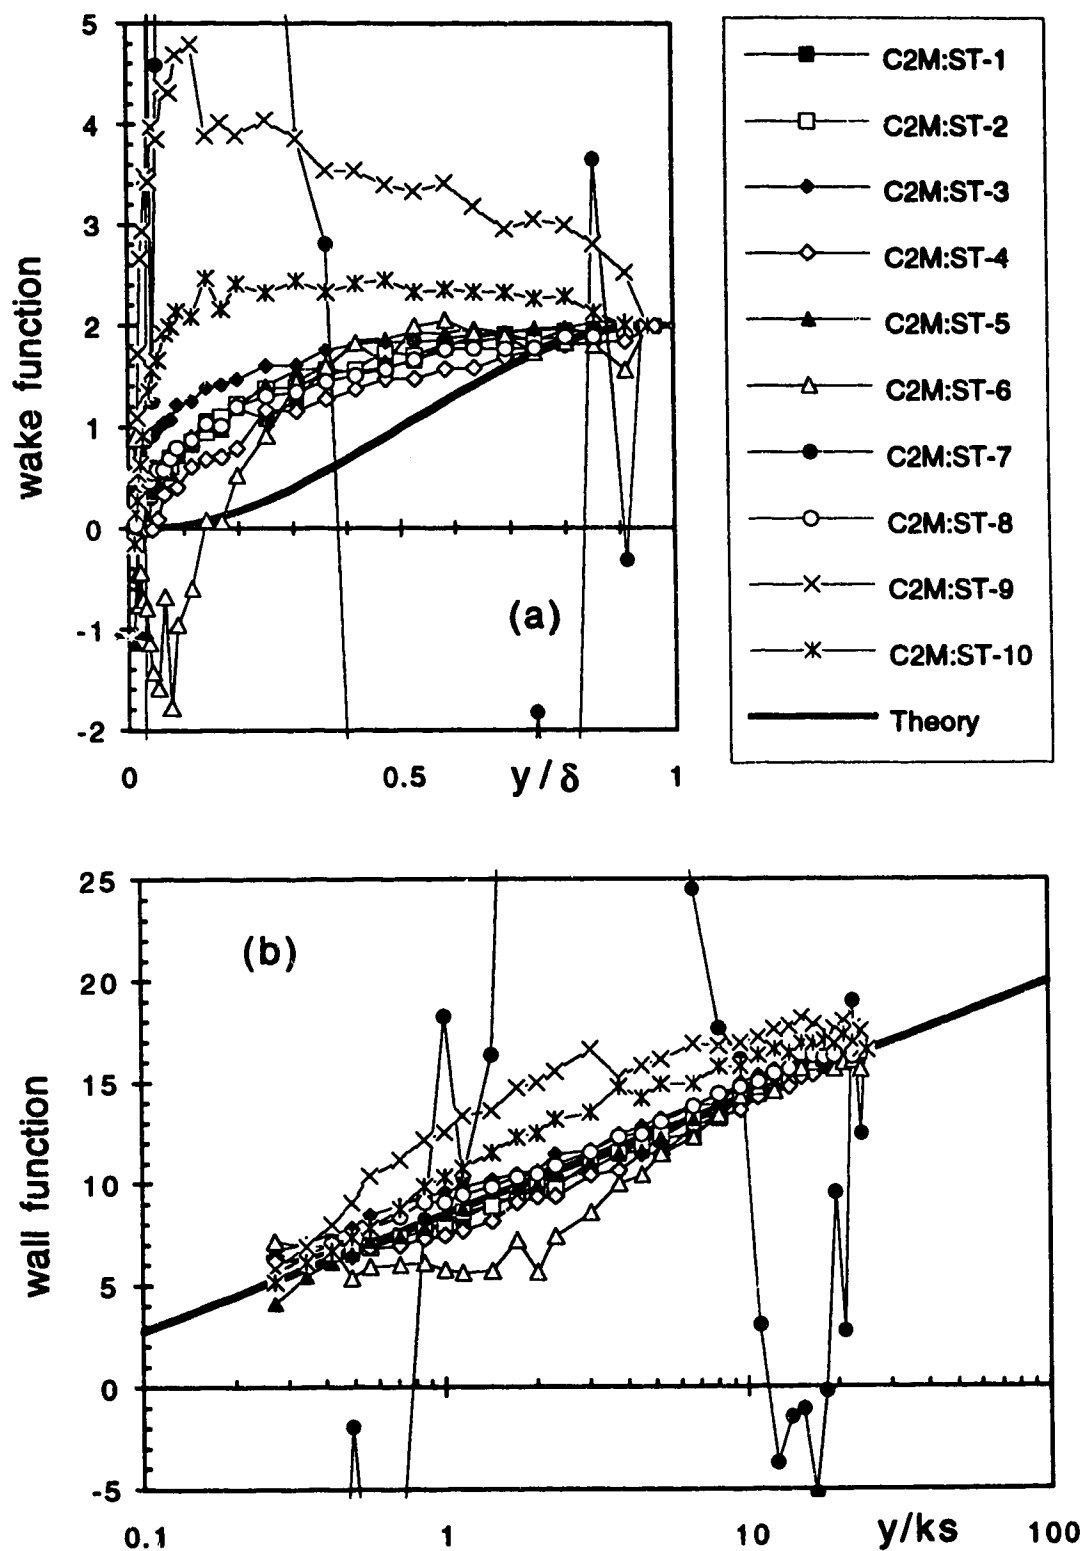 5
4
3
2
1
0
-1
-2
wake function
(a)
0
0.5
y/δ
1
C2M:ST-1
C2M:ST-2
C2M:ST-3
C2M:ST-4
C2M:ST-5
C2M:ST-6
C2M:ST-7
C2M:ST-8
C2M:ST-9
C2M:ST-10
Theory
25
20
15
10
5
0
-5
wall function
(b)
0.1
1
10
y/ks
100